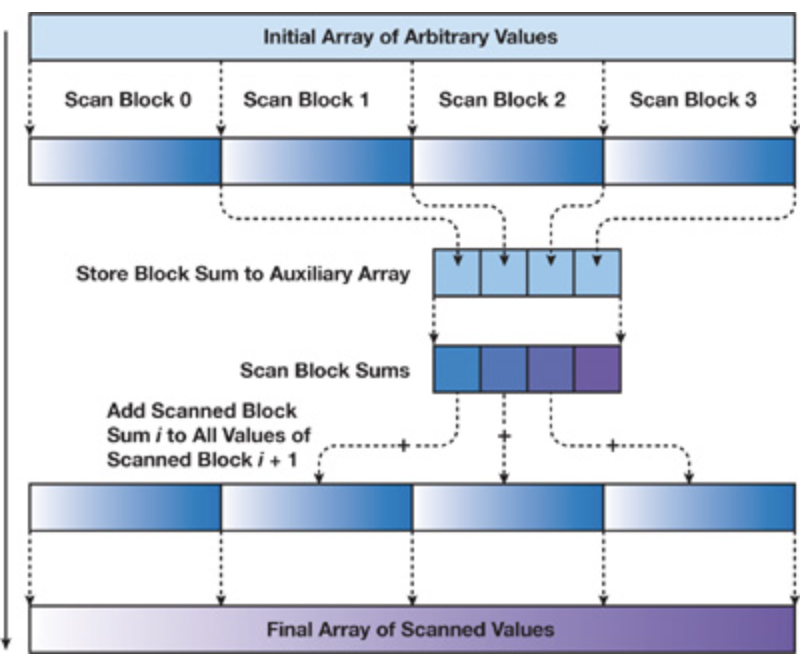 Initial Array of Arbitrary Values
Scan Block 0 Scan Block 1 Scan Block 2 Scan Block 3
Store Block Sum to Auxiliary Array
Scan Block Sums
Add Scanned Block
Sum i to All Values of
Scanned Block i + 1
+ + +
Final Array of Scanned Values